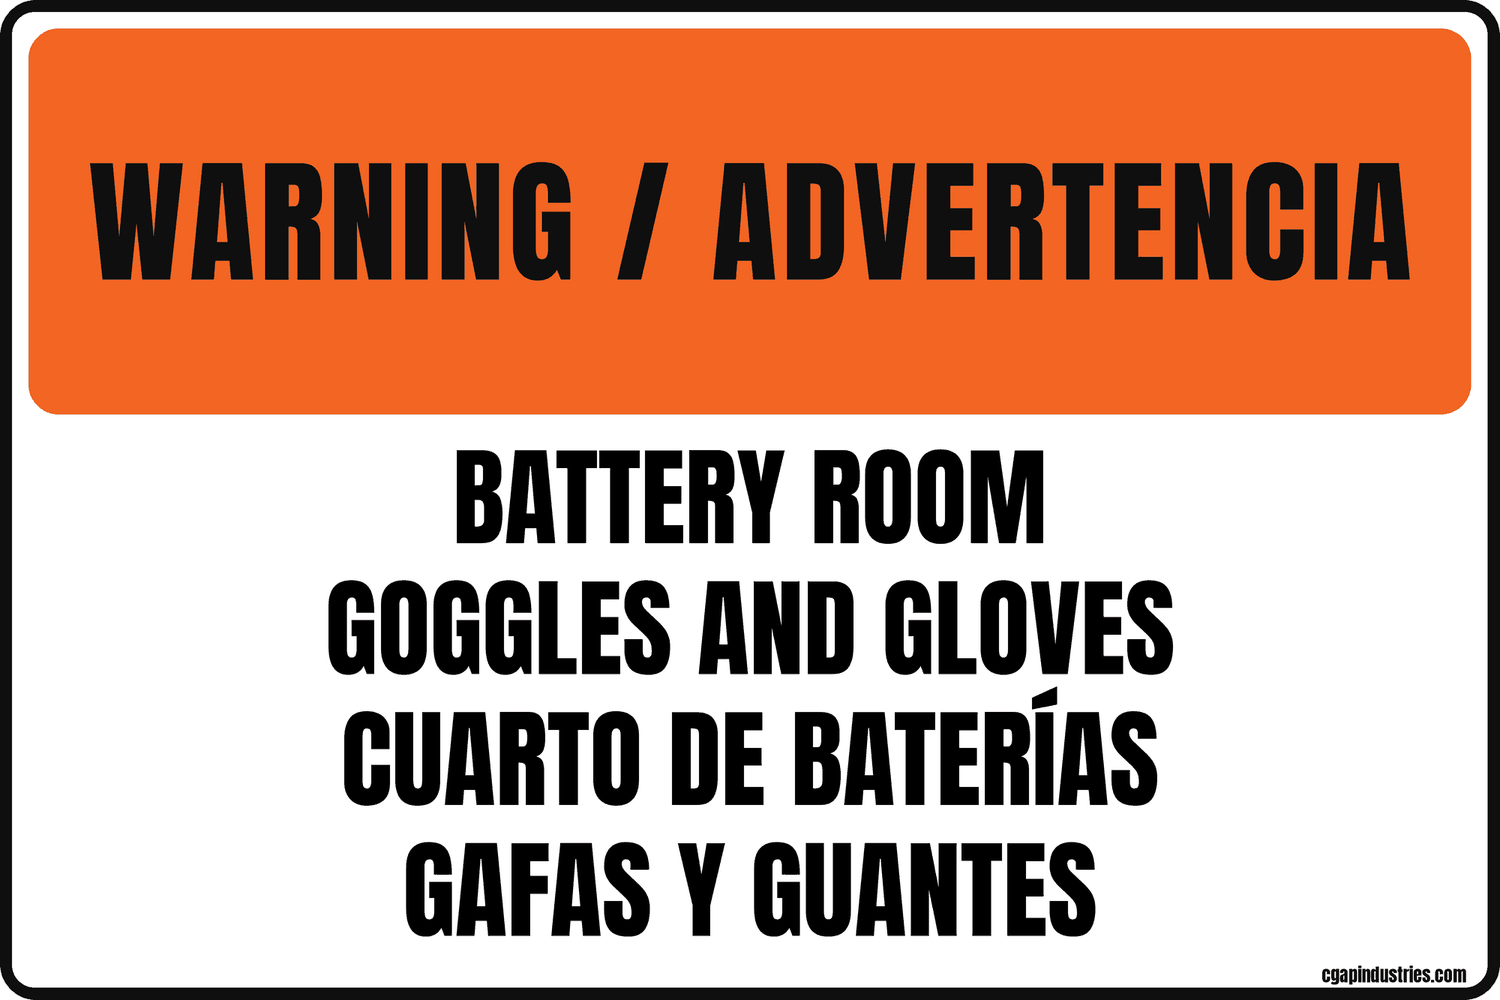 WARNING / ADVERTENCIA
BATTERY ROOM
GOGGLES AND GLOVES
CUARTO DE BATERÍAS
GAFAS Y GUANTES
cgapindustries.com